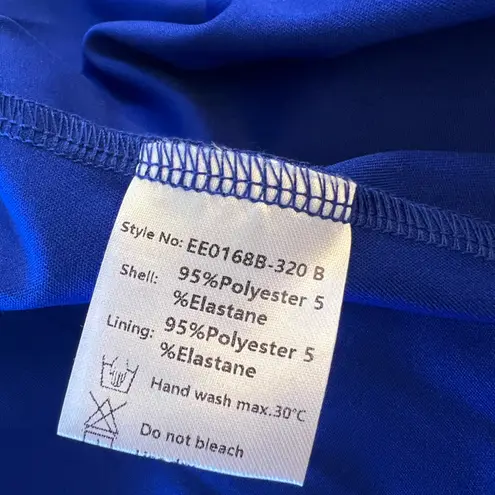 Style No: EE0168B-320 B
Shell: 95%Polyester 5
%Elastane
Lining: 95%Polyester 5
%Elastane
Hand wash max.30°C
Do not bleach